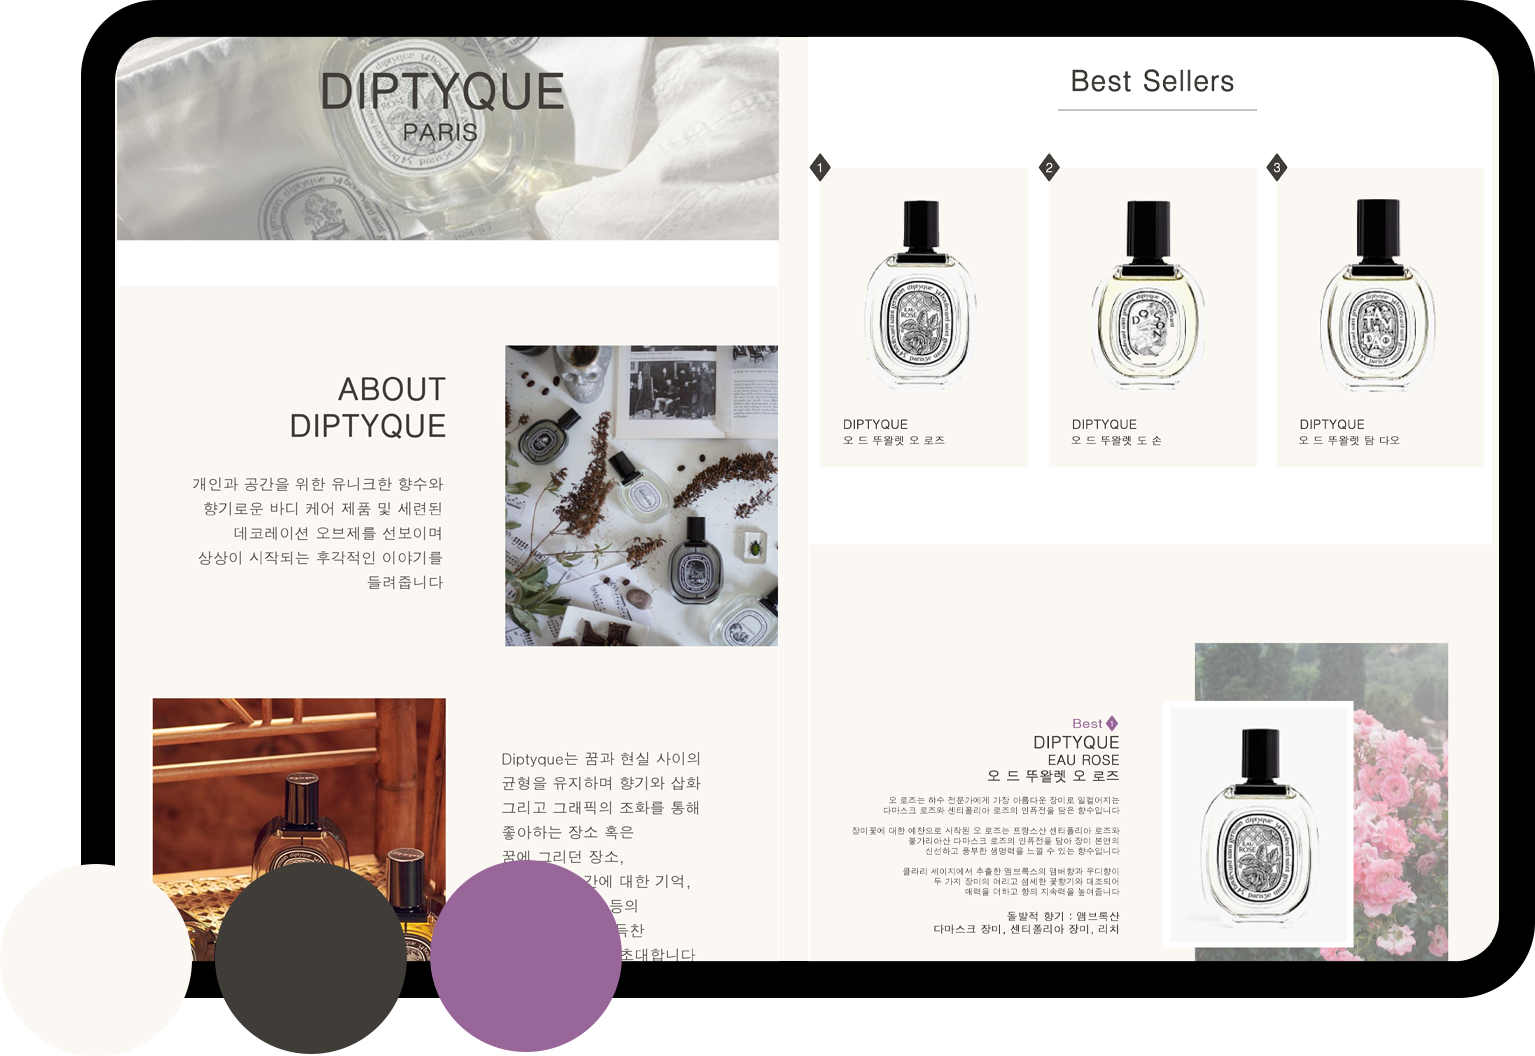 DIPTYQUE
PARIS
ABOUT
DIPTYQUE
개인과 공간을 위한 유니크한 향수와
향기로운 바디 케어 제품 및 세련된
데코레이션 오브제를 선보이며
상상이 시작되는 후각적인 이야기를
들려줍니다
Diptyque는 꿈과 현실 사이의
균형을 유지하며 향기와 삽화
그리고 그래픽의 조화를 통해
좋아하는 장소 혹은
꿈에 그리던 장소,
대한 기억,
등의
초대합니다
Best Sellers
1
EAU
ROSE
DIPTYQUE
오 드 뚜왈렛 오 로즈
2
DO SON
DIPTYQUE
오 드 뚜왈렛 도 손
3
DIPTYQUE
오 드 뚜왈렛 탐 다오
Best 1
DIPTYQUE
EAU ROSE
오 드 뚜왈렛 오 로즈
오 로즈는 햐수 전문가에게 가장 아름다운 장미로 일컬어지는
다마스크 로즈와 센티폴리아 로즈의 인퓨전을 담은 향수입니다
장미꽃에 대한 예찬으로 시작된 오 로즈는 프랑스산 센티폴리아 로즈와
불가리아산 다마스크 로즈의 인퓨전을 담아 장미 본연의
신선하고 풍부한 생명력을 느낄 수 있는 향수입니다
클라리 세이지에서 추출한 앰브록스의 앰버향과 우디향이
두 가지 장미의 여리고 섬세한 꽃향기와 대조되어
매력을 더하고 향의 지속력을 높여줍니다
돌발적 향기 : 앰브록산
다마스크 장미, 센티폴리아 장미, 리치
EAU
ROSE